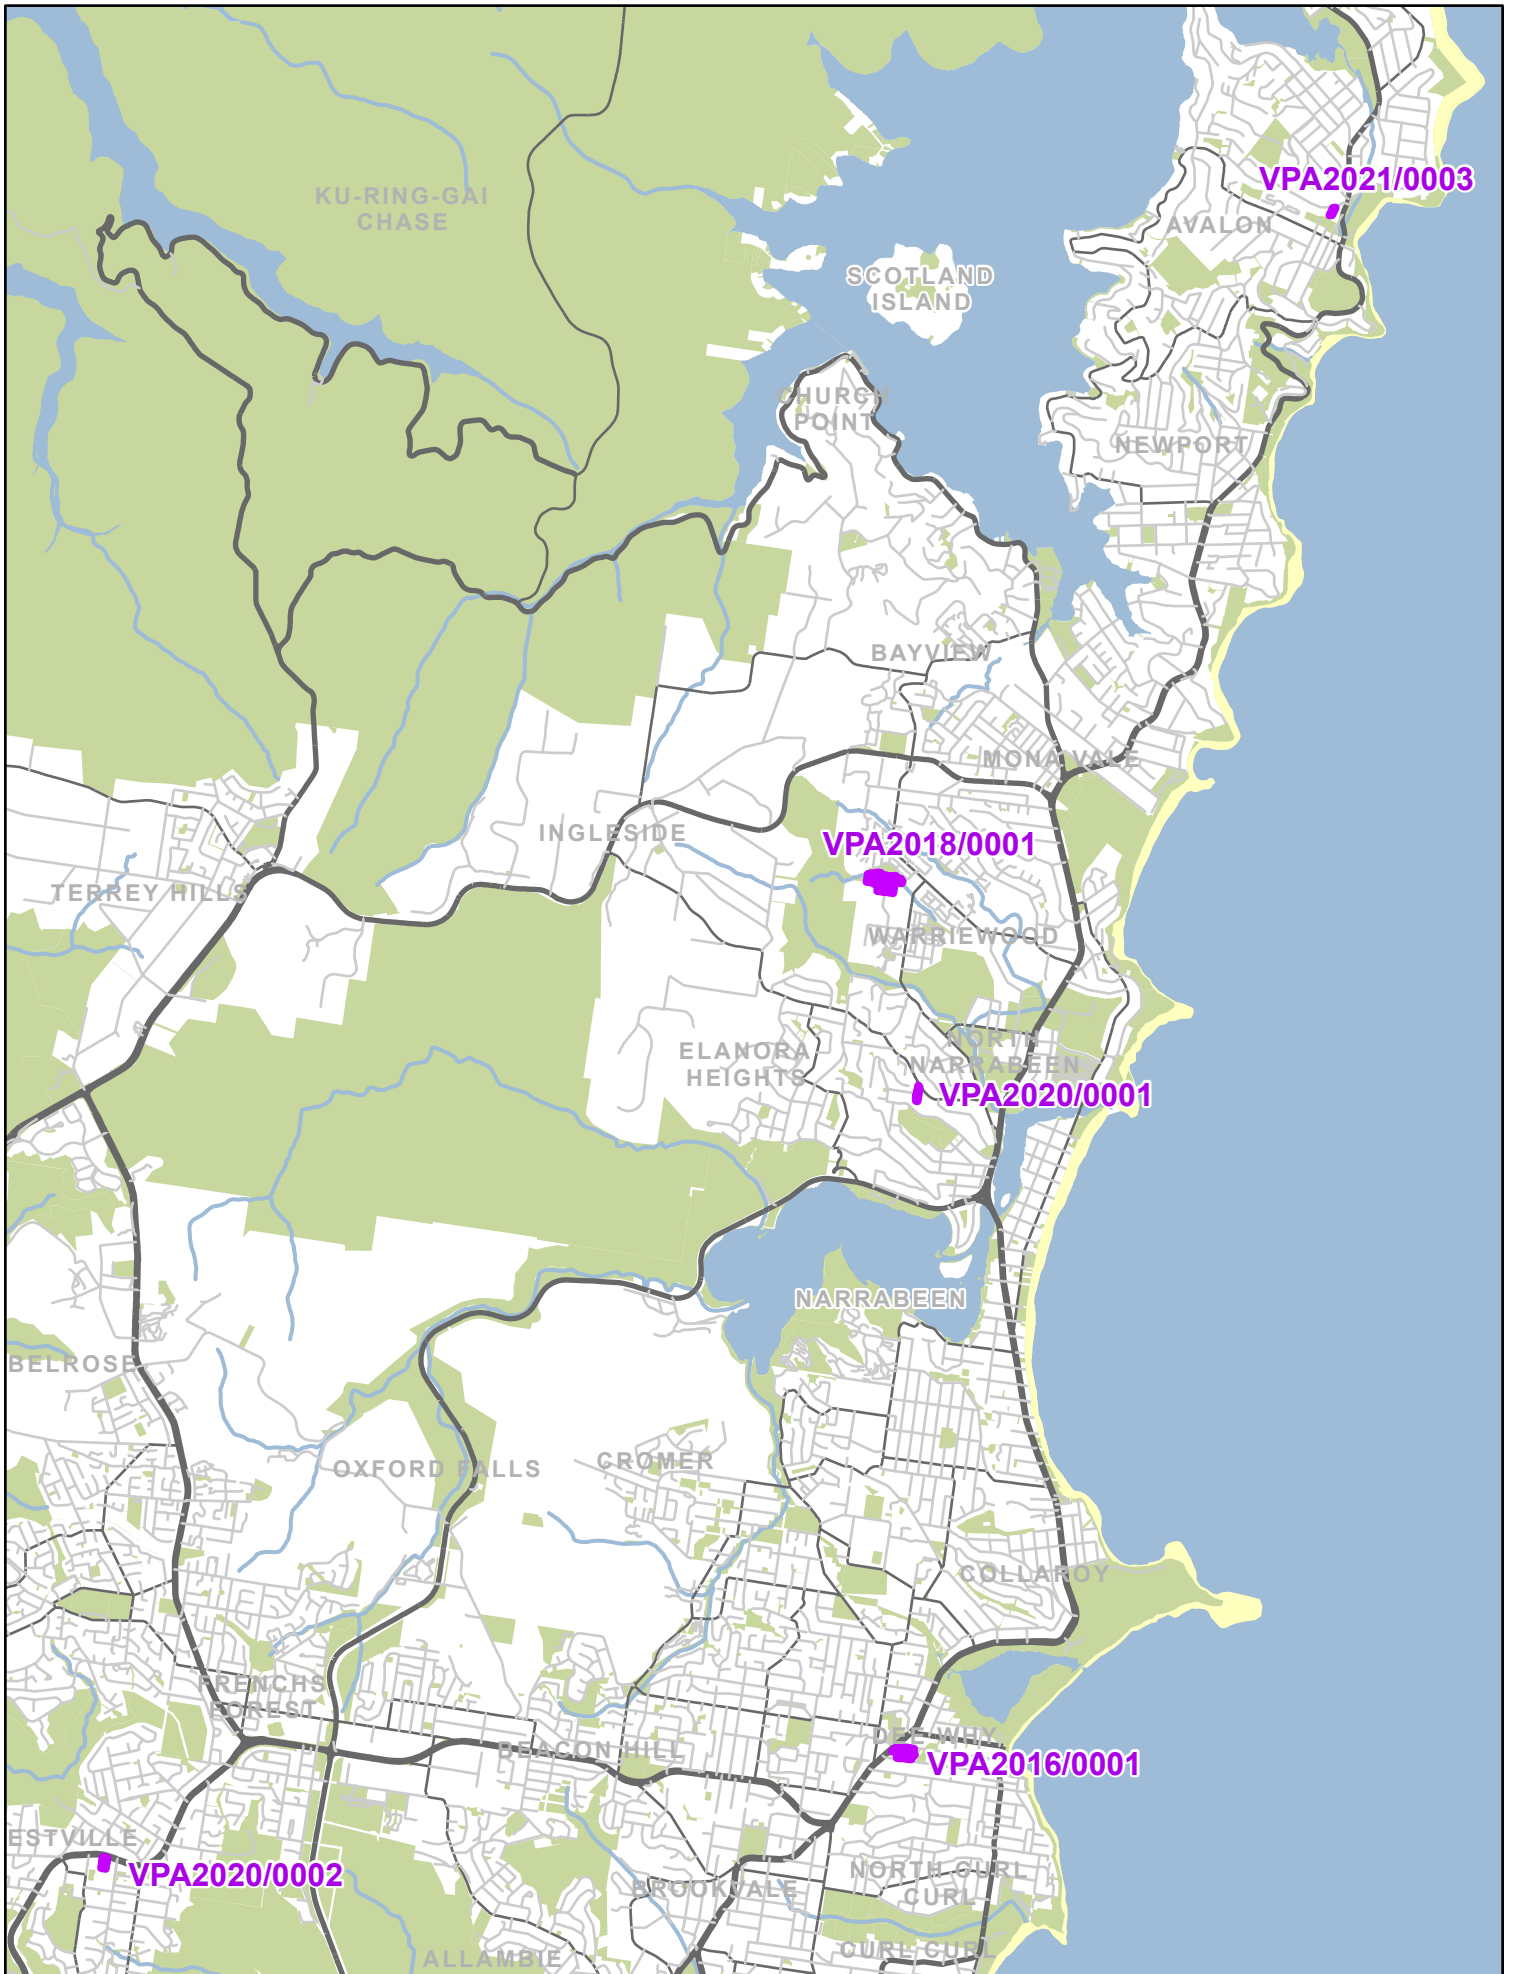 VPA2021/0003
KU-RING-GAI
CHASE
AVALON
SCOTLAND
ISLAND
CHURCH
POINT
NEWPORT
BAYVIEW
MONA VALE
INGLESIDE
VPA2018/0001
TERREY HILLS
WARRIEWOOD
NORTH
NARRABEEN
ELANORA
HEIGHTS
VPA2020/0001
NARRABEEN
BELROSE
OXFORD FALLS
CROMER
COLLAROY
FRENCHS
FOREST
DEE WHY
BEACON HILL
VPA2016/0001
ESTVILLE
VPA2020/0002
NORTH CURL
CURL
BROOKVALE
CURL CURL
ALLAMBIE